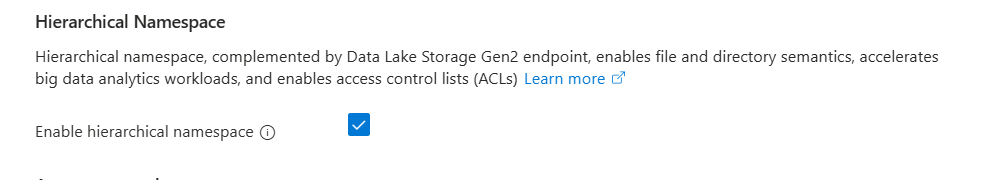 Hierarchical Namespace
Hierarchical namespace, complemented by Data Lake Storage Gen2 endpoint, enables file and directory semantics, accelerates
big data analytics workloads, and enables access control lists (ACLs) Learn more
Enable hierarchical namespace